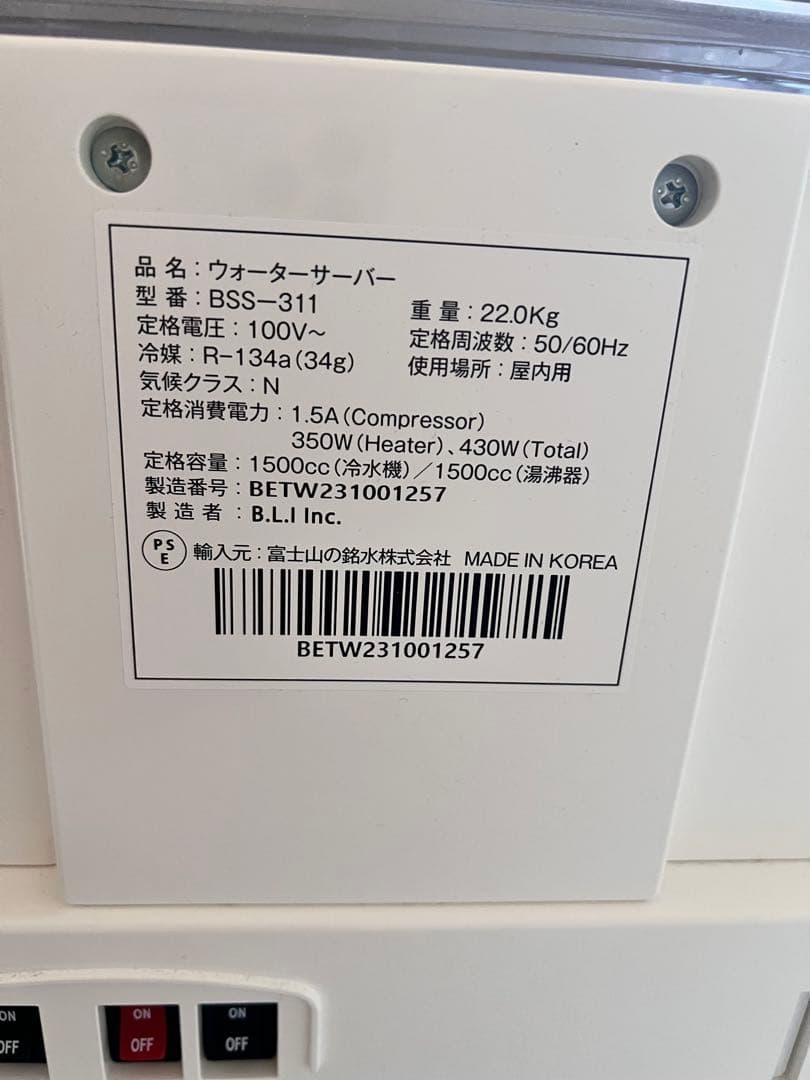 品 名：ウォーターサーバー
型 番：BSS-311
重 量：22.0Kg
定格電圧：100V～
定格周波数：50/60Hz
冷媒：R-134a(34g)
使用場所：屋内用
気候クラス：N
定格消費電力：1.5A(Compressor)
350W(Heater)、430W(Total)
定格容量：1500cc(冷水機)／1500cc(湯沸器)
製造番号：BETW231001257
製 造 者 ：B.L.I Inc.
PS
E
輸入元：富士山の銘水株式会社 MADE IN KOREA
BETW231001257
ON ON ON
OFF OFF OFF